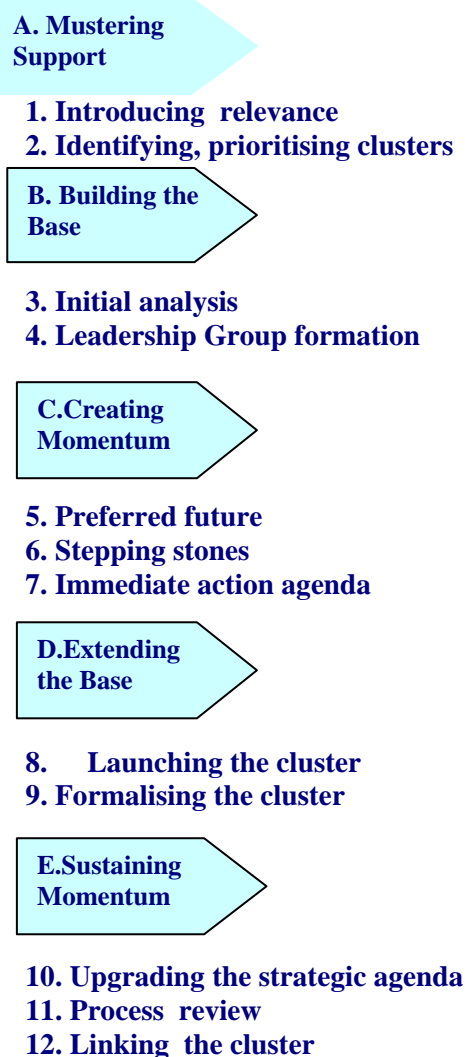 A. Mustering
Support
1. Introducing relevance
2. Identifying, prioritising clusters
B. Building the
Base
3. Initial analysis
4. Leadership Group formation
C.Creating
Momentum
5. Preferred future
6. Stepping stones
7. Immediate action agenda
D.Extending
the Base
8. Launching the cluster
9. Formalising the cluster
E.Sustaining
Momentum
10. Upgrading the strategic agenda
11. Process review
12. Linking the cluster